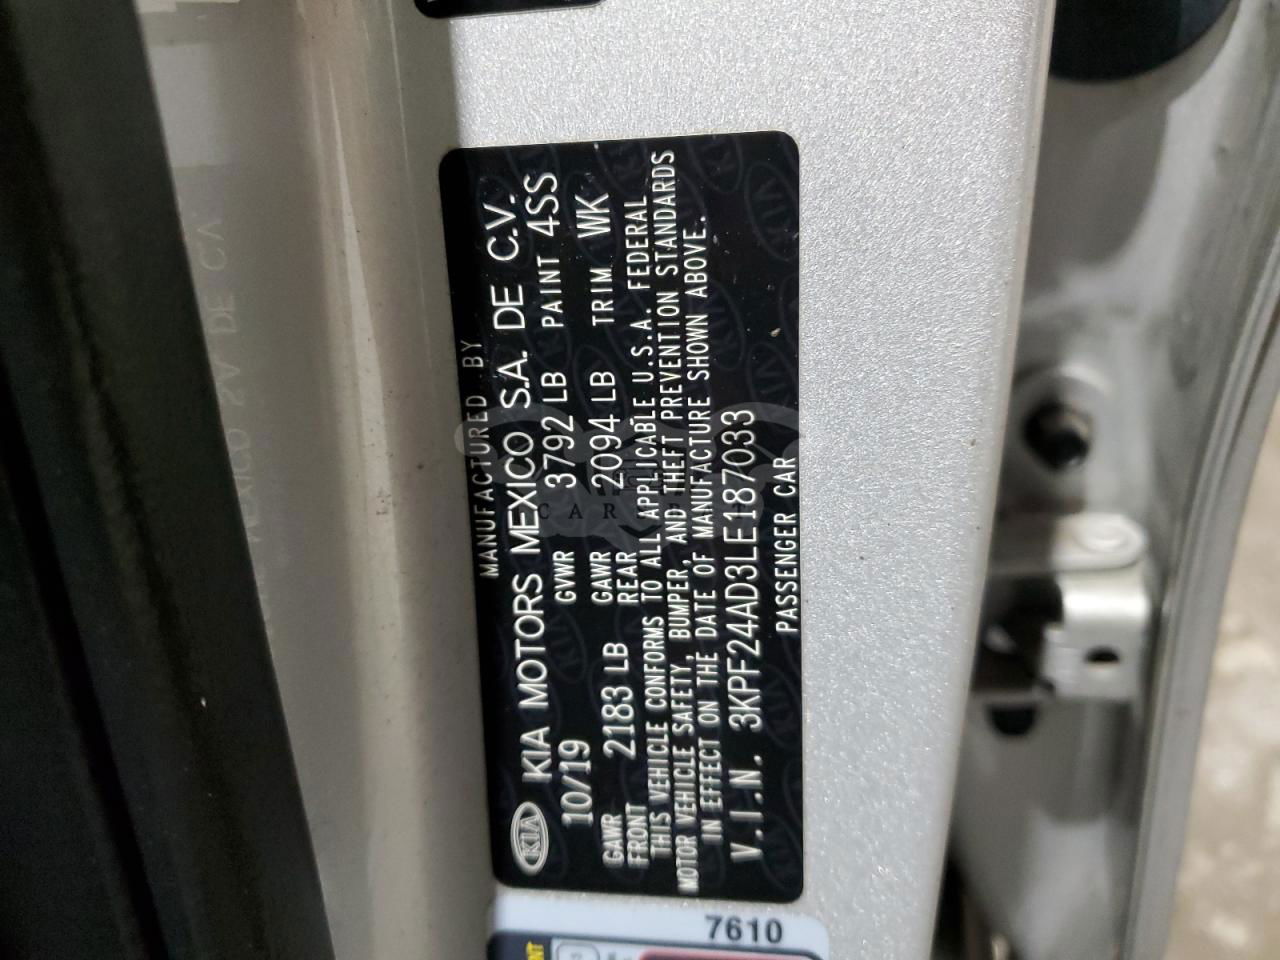 MANUFACTURED BY
KIA KIA MOTORS MEXICO S.A. DE C.V.
10/19 GVWR 3792 LB PAINT 4SS
GAWR FRONT 2183 LB GAWR REAR 2094 LB TRIM WK
THIS VEHICLE CONFORMS TO ALL APPLICABLE U.S.A. FEDERAL
MOTOR VEHICLE SAFETY, BUMPER, AND THEFT PREVENTION STANDARDS
IN EFFECT ON THE DATE OF MANUFACTURE SHOWN ABOVE.
V.I.N. 3KPF24AD3LE187033
PASSENGER CAR
7610